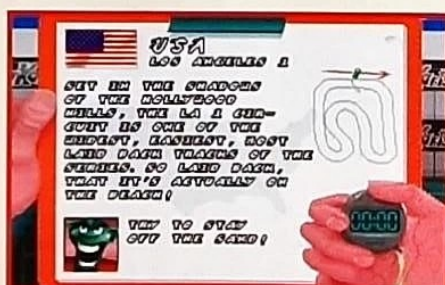 USA
LOS ANGELES 1
SET IN THE SHADOWS
OF THE HOLLYWOOD
HILLS, THE LA 1 CIR-
CUIT IS ONE OF THE
WIDEST, EASIEST, MOST
LAID BACK TRACKS OF THE
SERIES. SO LAID BACK,
THAT IT'S ACTUALLY ON
THE BEACH!
TRY TO STAY
OFF THE SAND!
00:00